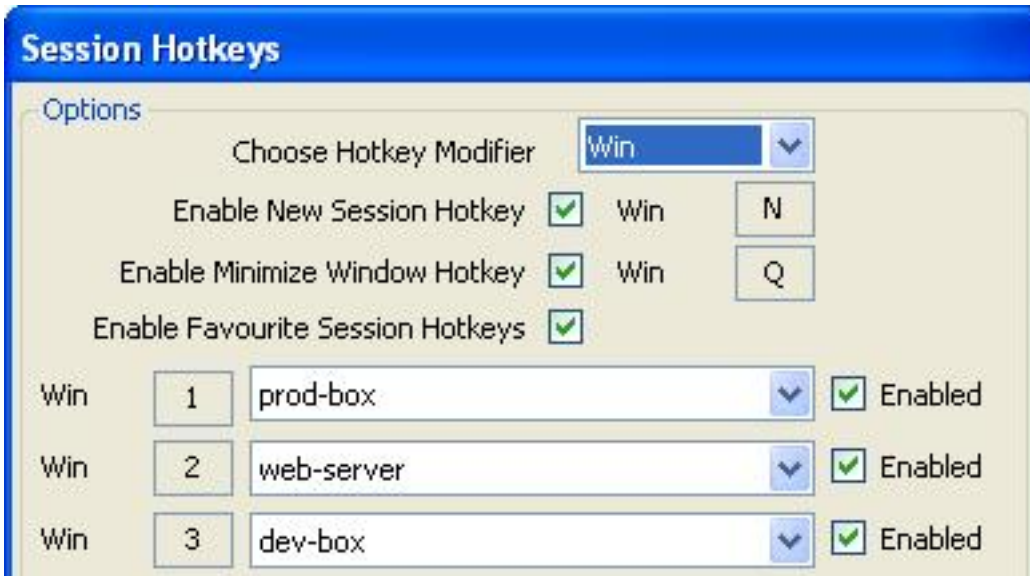 Session Hotkeys
Options
Choose Hotkey Modifier Win
Enable New Session Hotkey Win N
Enable Minimize Window Hotkey Win Q
Enable Favourite Session Hotkeys
Win 1 prod-box Enabled
Win 2 web-server Enabled
Win 3 dev-box Enabled